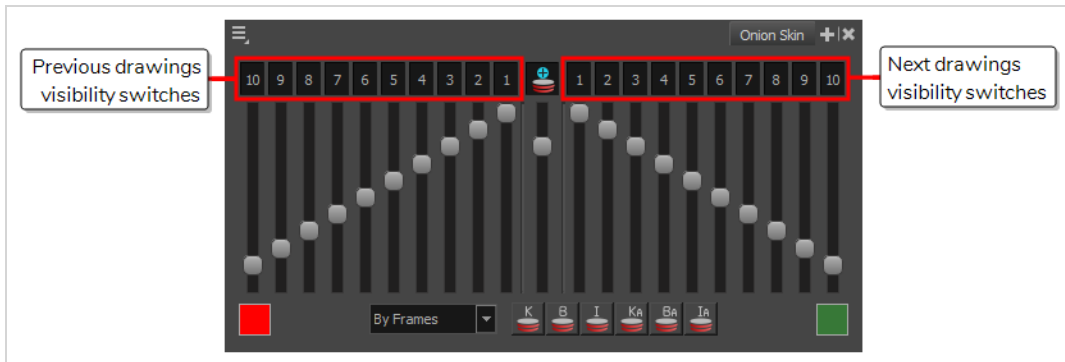 Onion Skin
Previous drawings
visibility switches
10 9 8 7 6 5 4 3 2 1
1 2 3 4 5 6 7 8 9 10
Next drawings
visibility switches
By Frames
K B I KA BA IA